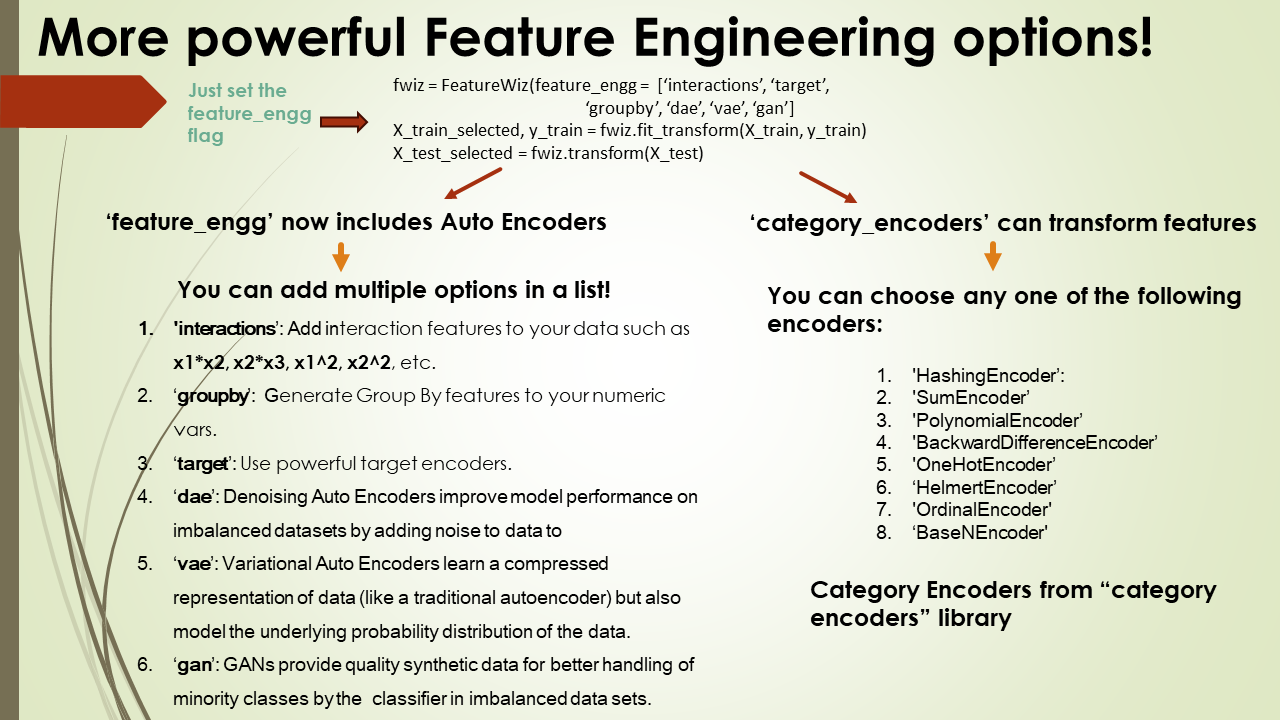 More powerful Feature Engineering options!
Just set the
feature_engg
flag
fwiz = FeatureWiz(feature_engg = [‘interactions’, ‘target’,
‘groupby’, ‘dae’, ‘vae’, ‘gan’]
X_train_selected, y_train = fwiz.fit_transform(X_train, y_train)
X_test_selected = fwiz.transform(X_test)
‘feature_engg’ now includes Auto Encoders
You can add multiple options in a list!
1. 'interactions’: Add interaction features to your data such as
x1*x2, x2*x3, x1^2, x2^2, etc.
2. ‘groupby’: Generate Group By features to your numeric
vars.
3. ‘target’: Use powerful target encoders.
4. ‘dae’: Denoising Auto Encoders improve model performance on
imbalanced datasets by adding noise to data to
5. ‘vae’: Variational Auto Encoders learn a compressed
representation of data (like a traditional autoencoder) but also
model the underlying probability distribution of the data.
6. ‘gan’: GANs provide quality synthetic data for better handling of
minority classes by the classifier in imbalanced data sets.
‘category_encoders’ can transform features
You can choose any one of the following
encoders:
1. 'HashingEncoder’:
2. 'SumEncoder’
3. 'PolynomialEncoder’
4. 'BackwardDifferenceEncoder’
5. 'OneHotEncoder’
6. ‘HelmertEncoder’
7. 'OrdinalEncoder'
8. ‘BaseNEncoder'
Category Encoders from “category
encoders” library